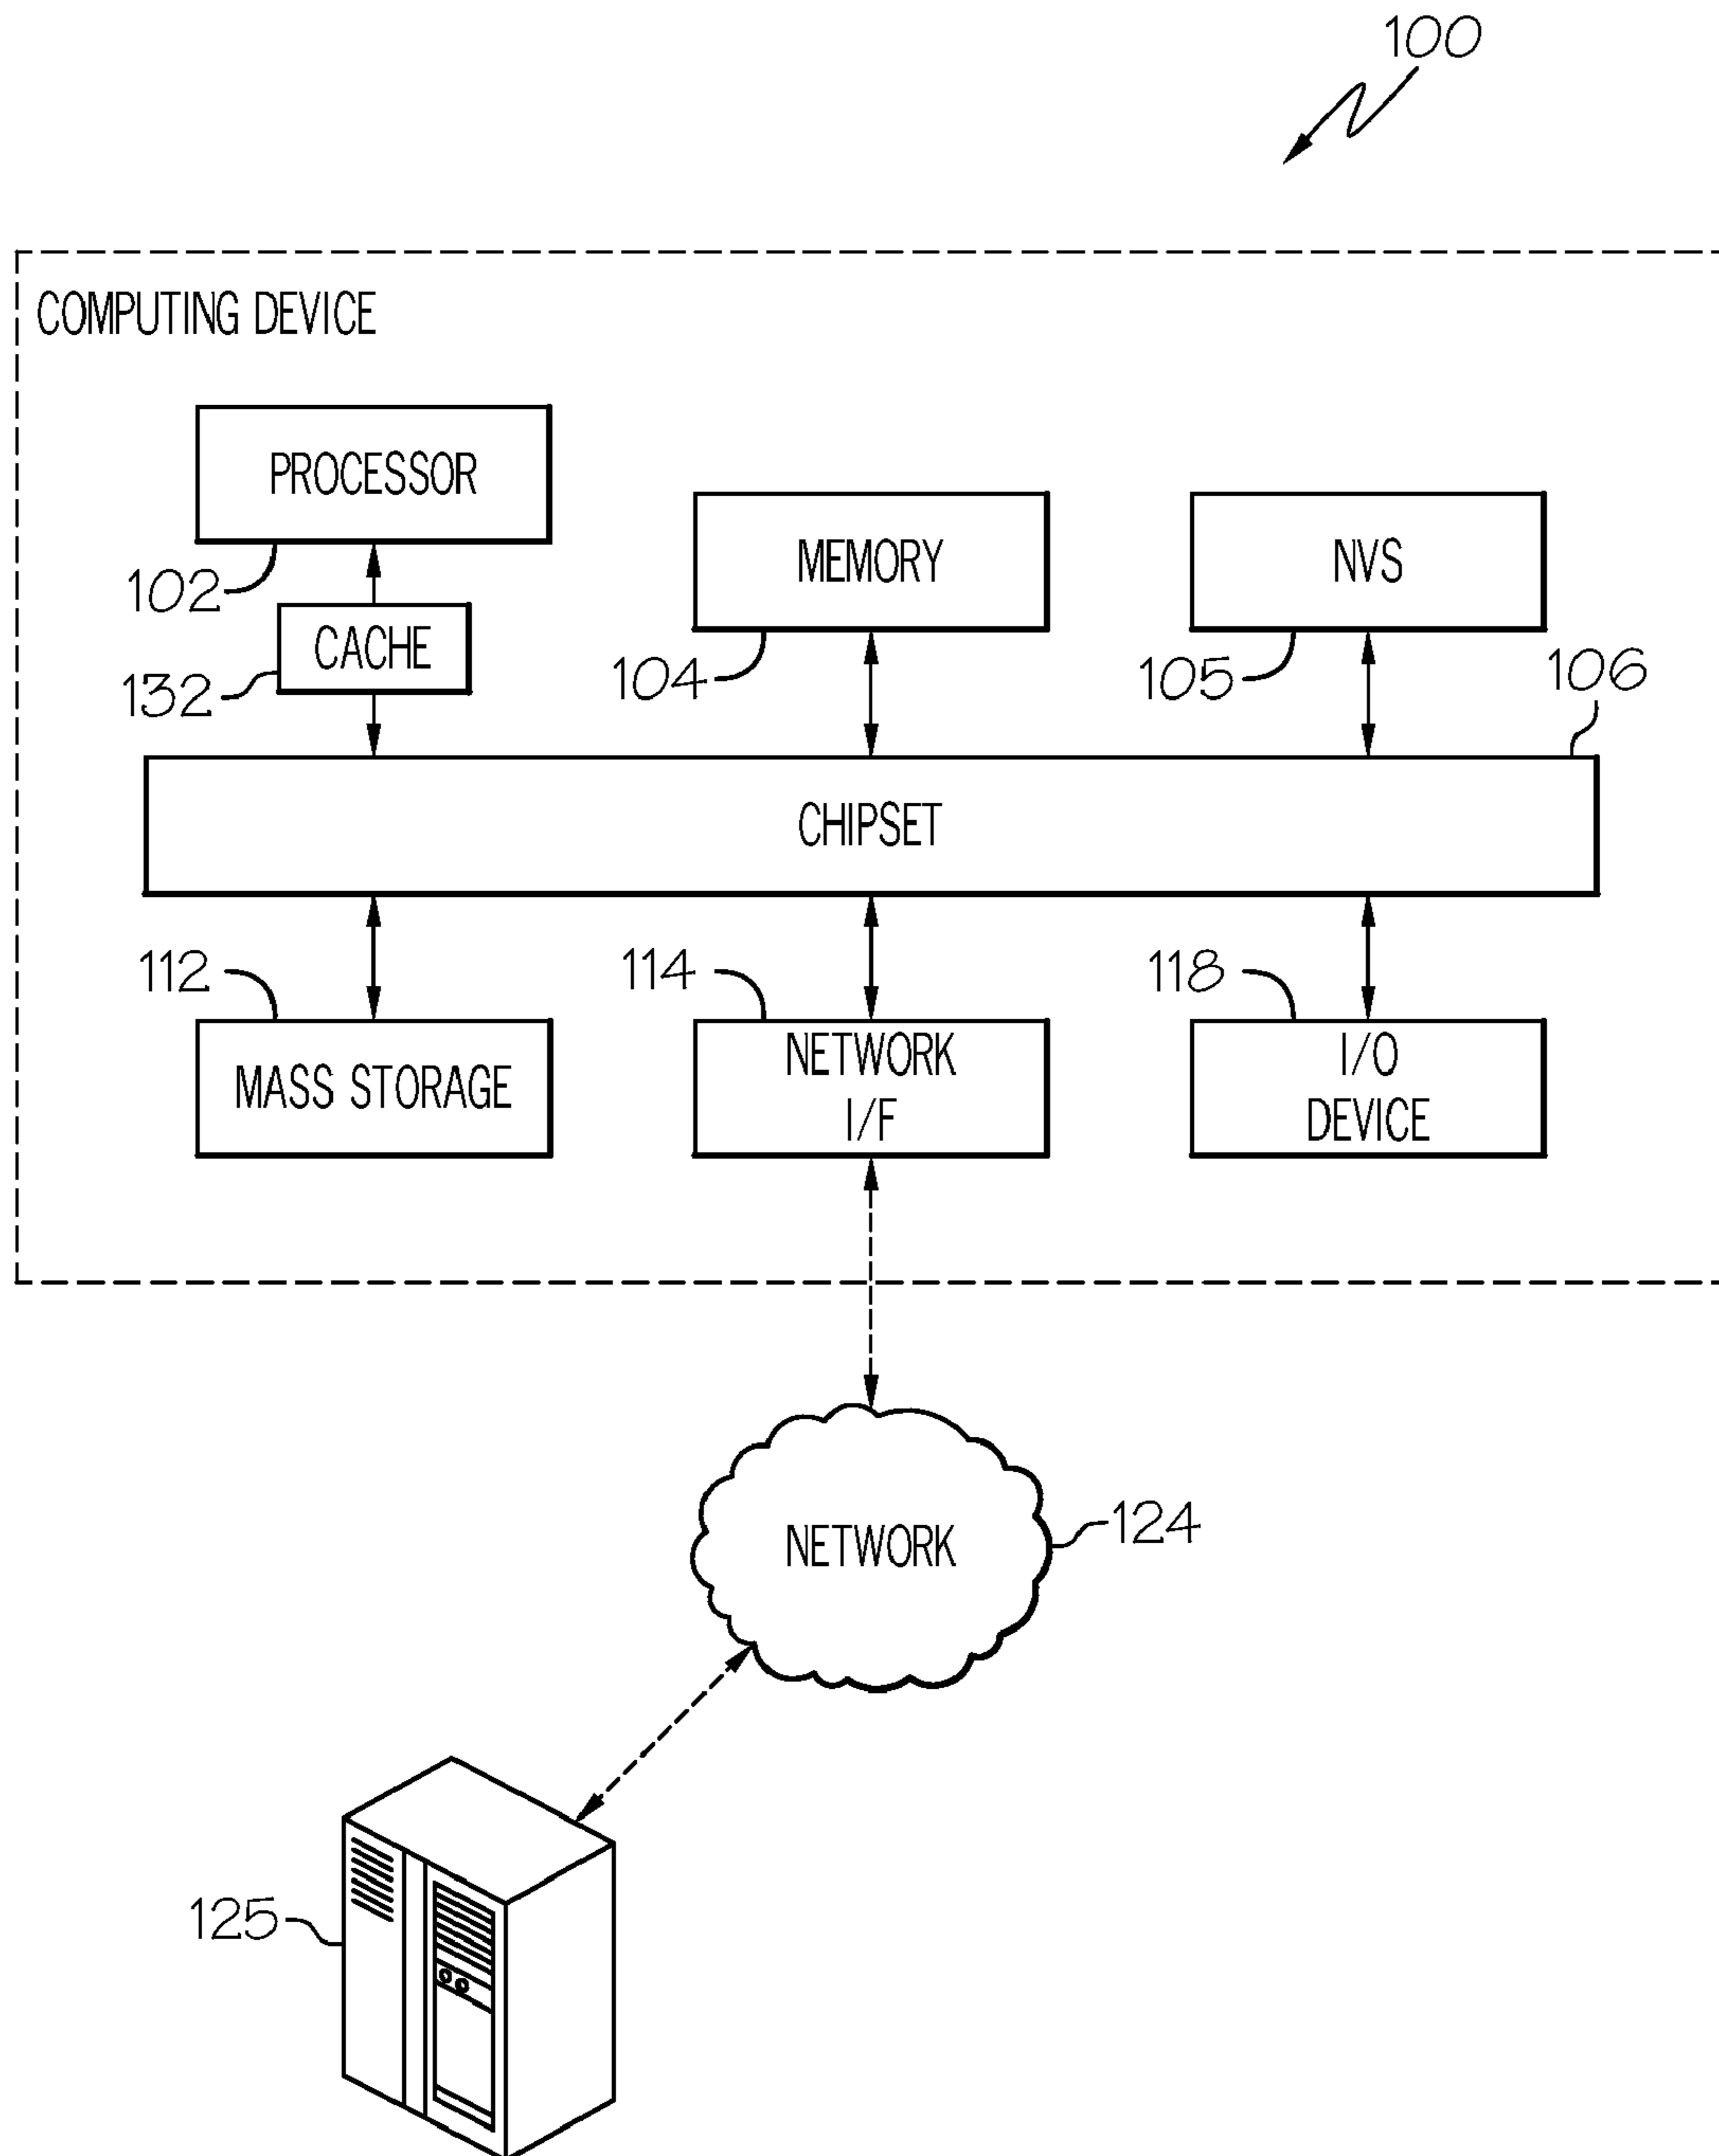 100
COMPUTING DEVICE
PROCESSOR
MEMORY
NVS
102
CACHE
132
104
105
106
CHIPSET
112
114
118
MASS STORAGE
NETWORK
I/F
I/O
DEVICE
NETWORK
124
125